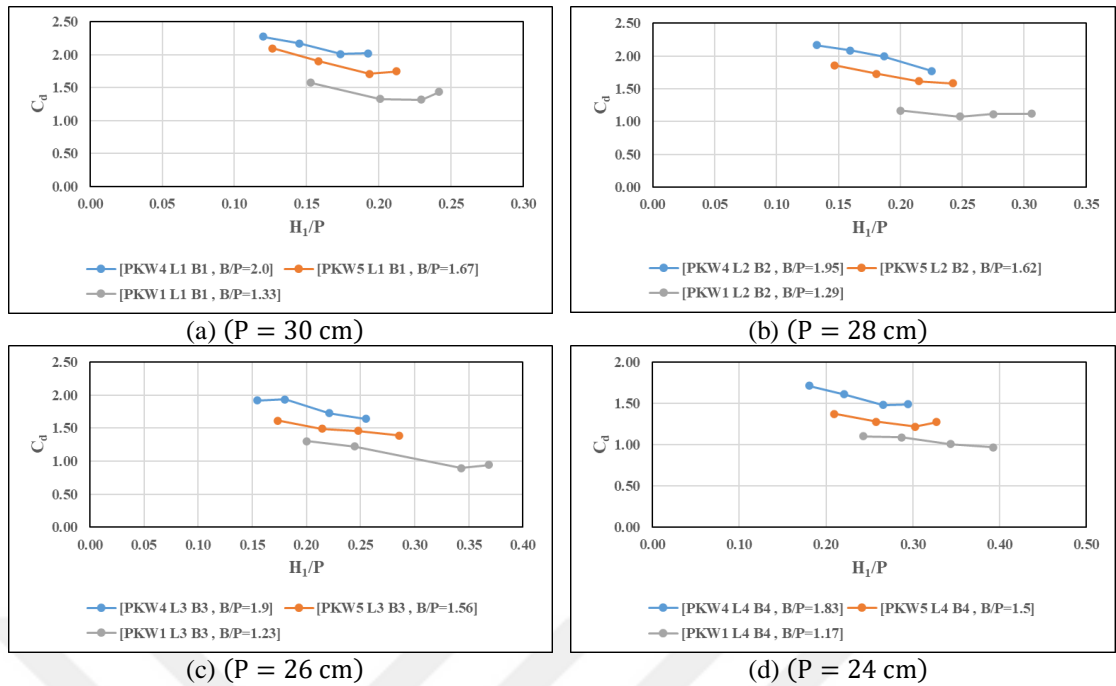 2.50
2.00
1.50
1.00
0.50
0.00
C_d
0.00 0.05 0.10 0.15 0.20 0.25 0.30
H₁/P
[PKW4 L1 B1 , B/P=2.0] [PKW5 L1 B1 , B/P=1.67]
[PKW1 L1 B1 , B/P=1.33]
(a) (P = 30 cm)
2.50
2.00
1.50
1.00
0.50
0.00
C_d
0.00 0.05 0.10 0.15 0.20 0.25 0.30 0.35
H₁/P
[PKW4 L2 B2 , B/P=1.95] [PKW5 L2 B2 , B/P=1.62]
[PKW1 L2 B2 , B/P=1.29]
(b) (P = 28 cm)
2.50
2.00
1.50
1.00
0.50
0.00
C_d
0.00 0.05 0.10 0.15 0.20 0.25 0.30 0.35 0.40
H₁/P
[PKW4 L3 B3 , B/P=1.9] [PKW5 L3 B3 , B/P=1.56]
[PKW1 L3 B3 , B/P=1.23]
(c) (P = 26 cm)
2.00
1.50
1.00
0.50
0.00
C_d
0.00 0.10 0.20 0.30 0.40 0.50
H₁/P
[PKW4 L4 B4 , B/P=1.83] [PKW5 L4 B4 , B/P=1.5]
[PKW1 L4 B4 , B/P=1.17]
(d) (P = 24 cm)